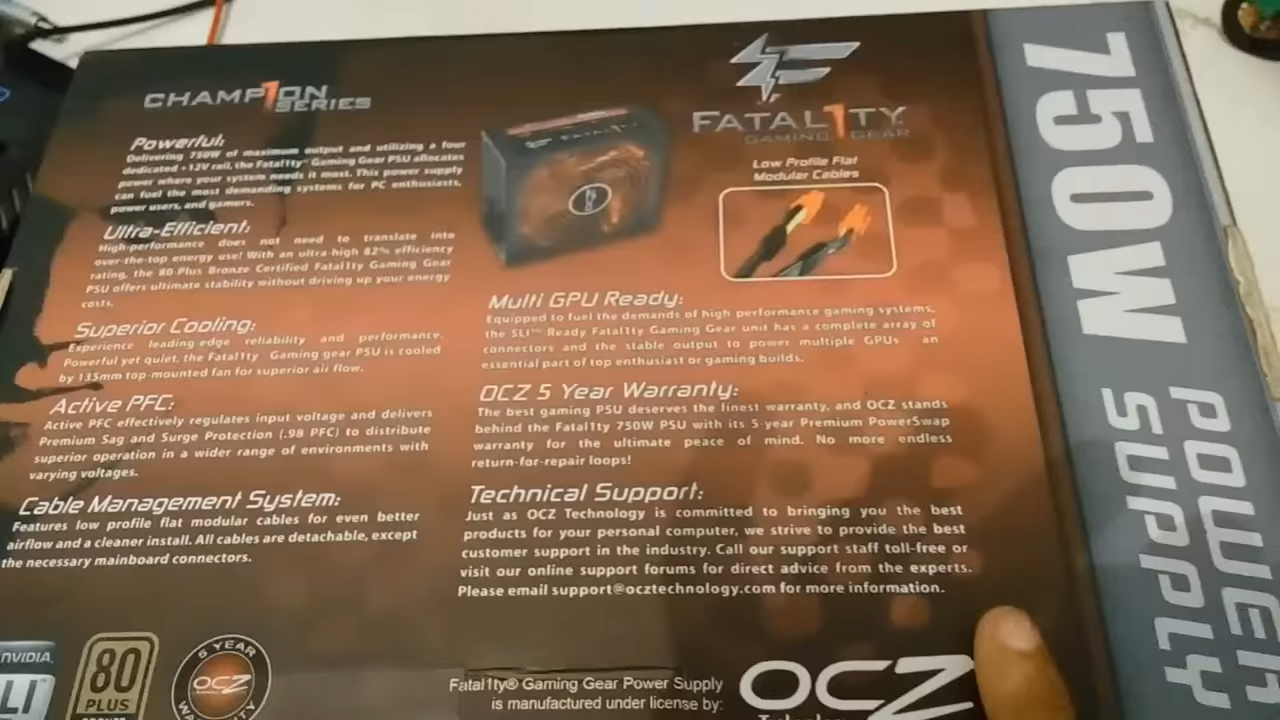 CHAMP1ON
SERIES
Powerful:
Delivering 750W of maximum output and utilizing a four
dedicated +12V rail, the Fatal1ty® Gaming Gear PSU allocates
power where your system needs it most. This power supply
can fuel the most demanding systems for PC enthusiasts,
power users, and gamers.
Ultra-Efficient:
High-performance does not need to translate into
over-the-top energy use! With an ultra-high 82% efficiency
rating, the 80-Plus Bronze Certified Fatal1ty Gaming Gear
PSU offers ultimate stability without driving up your energy
costs.
Superior Cooling:
Experience leading-edge reliability and performance.
Powerful yet quiet, the Fatal1ty Gaming gear PSU is cooled
by 135mm top-mounted fan for superior air flow.
Active PFC:
Active PFC effectively regulates input voltage and delivers
Premium Sag and Surge Protection (.98 PFC) to distribute
superior operation in a wider range of environments with
varying voltages.
Cable Management System:
Features low profile flat modular cables for even better
airflow and a cleaner install. All cables are detachable, except
the necessary mainboard connectors.
FATAL1TY
GAMING GEAR
Low Profile Flat
Modular Cables
FATAL1TY
Multi GPU Ready:
Equipped to fuel the demands of high performance gaming systems,
the SLI™ Ready Fatal1ty Gaming Gear unit has a complete array of
connectors and the stable output to power multiple GPUs an
essential part of top enthusiast or gaming builds.
OCZ 5 Year Warranty:
The best gaming PSU deserves the finest warranty, and OCZ stands
behind the Fatal1ty 750W PSU with its 5 year Premium PowerSwap
warranty for the ultimate peace of mind. No more endless
return-for-repair loops!
Technical Support:
Just as OCZ Technology is committed to bringing you the best
products for your personal computer, we strive to provide the best
customer support in the industry. Call our support staff toll-free or
visit our online support forums for direct advice from the experts.
Please email support@ocztechnology.com for more information.
NVIDIA
LI
80
PLUS
BRONZE
5 YEAR
OCZ
WARRANTY
Fatal1ty® Gaming Gear Power Supply
is manufactured under license by:
OCZ
750W
POWER
SUPPLY